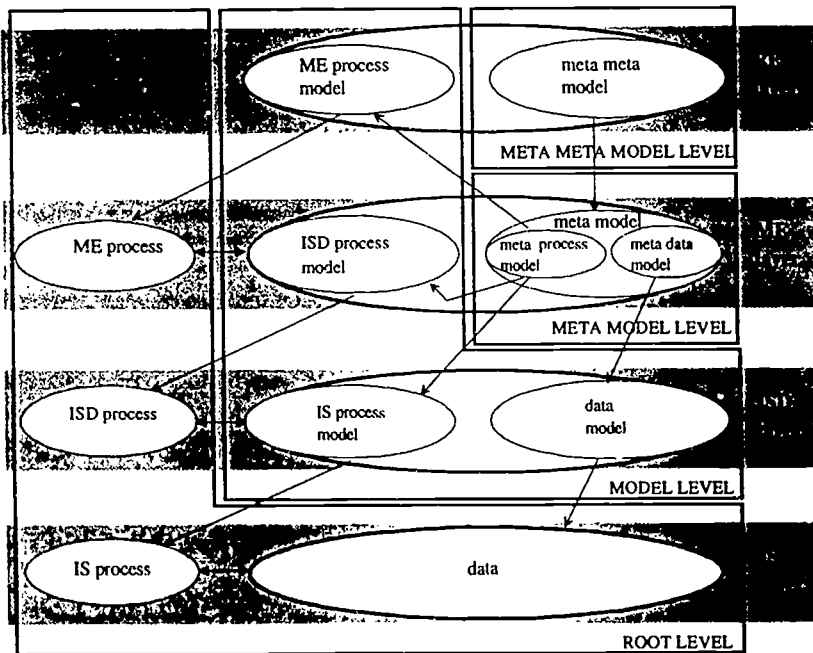 ME process
model
meta meta
model
META META MODEL LEVEL
ME process
ISD process
model
meta model
meta process
model
meta data
model
META MODEL LEVEL
ISD process
IS process
model
data
model
MODEL LEVEL
IS process
data
ROOT LEVEL